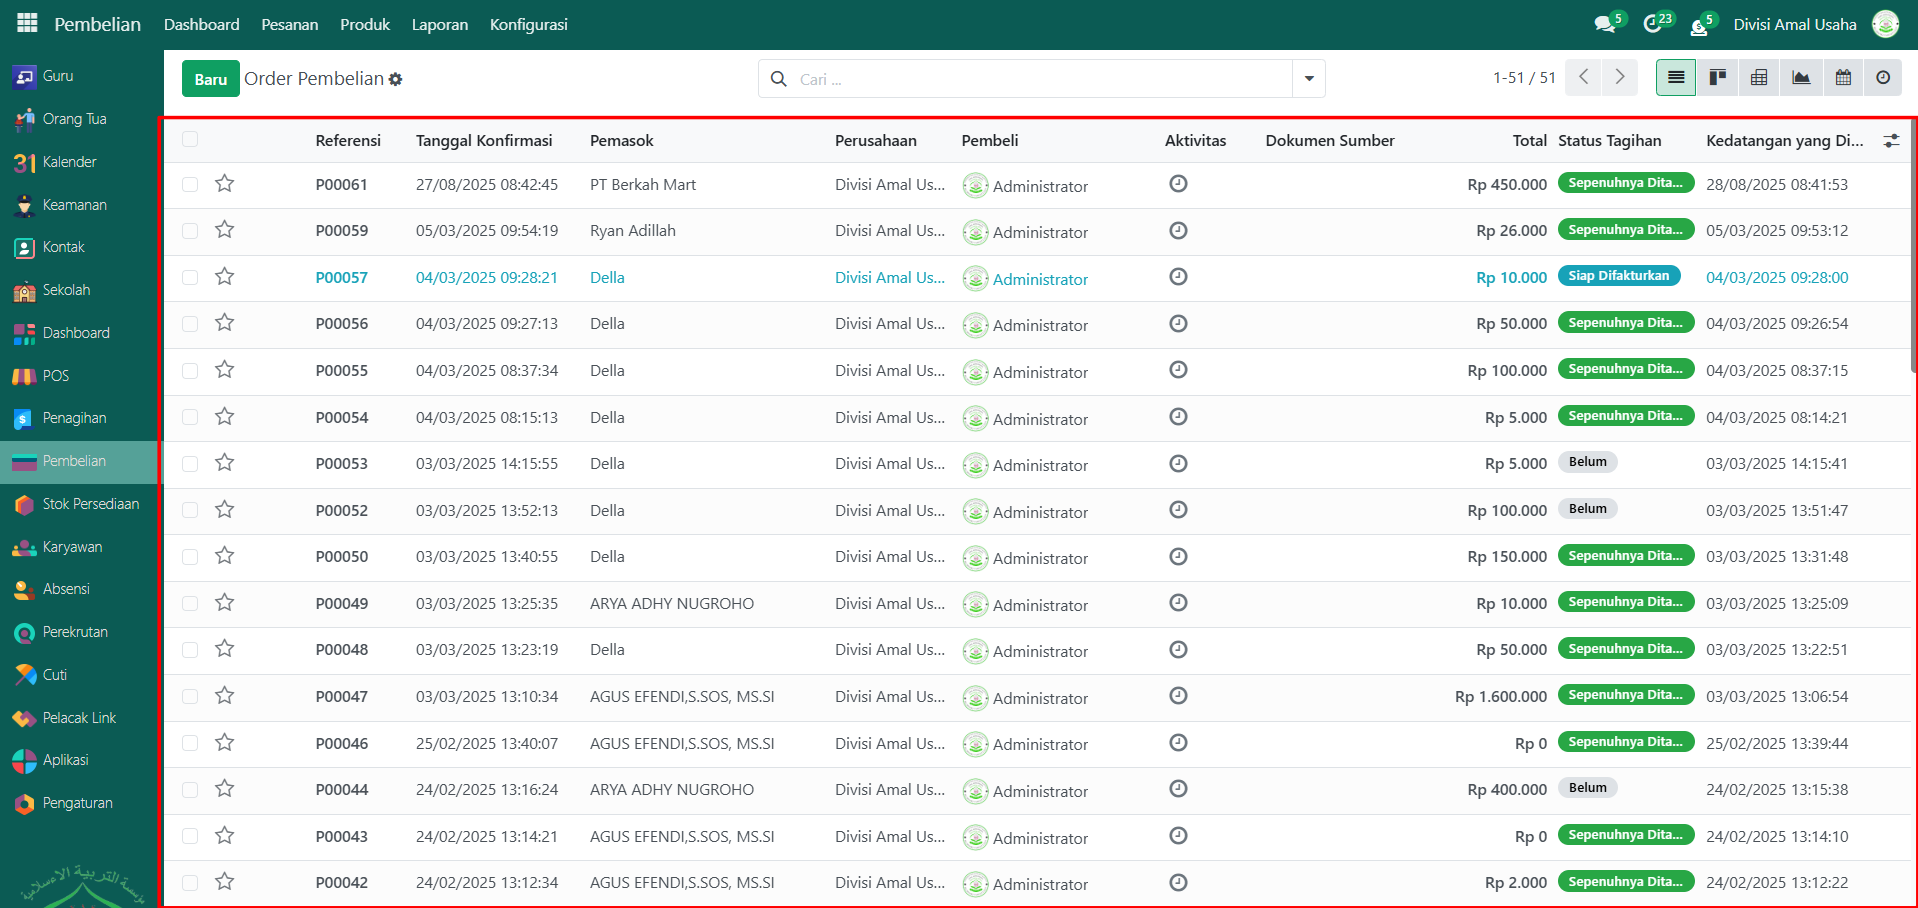 Pembelian Dashboard Pesanan Produk Laporan Konfigurasi 5 23 5 Divisi Amal Usaha
Guru
Orang Tua
Kalender
Keamanan
Kontak
Sekolah
Dashboard
POS
Penagihan
Pembelian
Stok Persediaan
Karyawan
Absensi
Perekrutan
Cuti
Pelacak Link
Aplikasi
Pengaturan
Baru Order Pembelian Cari ... 1-51 / 51
Referensi Tanggal Konfirmasi Pemasok Perusahaan Pembeli Aktivitas Dokumen Sumber Total Status Tagihan Kedatangan yang Di...
P00061 27/08/2025 08:42:45 PT Berkah Mart Divisi Amal Us... Administrator Rp 450.000 Sepenuhnya Dita... 28/08/2025 08:41:53
P00059 05/03/2025 09:54:19 Ryan Adillah Divisi Amal Us... Administrator Rp 26.000 Sepenuhnya Dita... 05/03/2025 09:53:12
P00057 04/03/2025 09:28:21 Della Divisi Amal Us... Administrator Rp 10.000 Siap Difakturkan 04/03/2025 09:28:00
P00056 04/03/2025 09:27:13 Della Divisi Amal Us... Administrator Rp 50.000 Sepenuhnya Dita... 04/03/2025 09:26:54
P00055 04/03/2025 08:37:34 Della Divisi Amal Us... Administrator Rp 100.000 Sepenuhnya Dita... 04/03/2025 08:37:15
P00054 04/03/2025 08:15:13 Della Divisi Amal Us... Administrator Rp 5.000 Sepenuhnya Dita... 04/03/2025 08:14:21
P00053 03/03/2025 14:15:55 Della Divisi Amal Us... Administrator Rp 5.000 Belum 03/03/2025 14:15:41
P00052 03/03/2025 13:52:13 Della Divisi Amal Us... Administrator Rp 100.000 Belum 03/03/2025 13:51:47
P00050 03/03/2025 13:40:55 Della Divisi Amal Us... Administrator Rp 150.000 Sepenuhnya Dita... 03/03/2025 13:31:48
P00049 03/03/2025 13:25:35 ARYA ADHY NUGROHO Divisi Amal Us... Administrator Rp 10.000 Sepenuhnya Dita... 03/03/2025 13:25:09
P00048 03/03/2025 13:23:19 Della Divisi Amal Us... Administrator Rp 50.000 Sepenuhnya Dita... 03/03/2025 13:22:51
P00047 03/03/2025 13:10:34 AGUS EFENDI,S.SOS, MS.SI Divisi Amal Us... Administrator Rp 1.600.000 Sepenuhnya Dita... 03/03/2025 13:06:54
P00046 25/02/2025 13:40:07 AGUS EFENDI,S.SOS, MS.SI Divisi Amal Us... Administrator Rp 0 Sepenuhnya Dita... 25/02/2025 13:39:44
P00044 24/02/2025 13:16:24 ARYA ADHY NUGROHO Divisi Amal Us... Administrator Rp 400.000 Belum 24/02/2025 13:15:38
P00043 24/02/2025 13:14:21 AGUS EFENDI,S.SOS, MS.SI Divisi Amal Us... Administrator Rp 0 Sepenuhnya Dita... 24/02/2025 13:14:10
P00042 24/02/2025 13:12:34 AGUS EFENDI,S.SOS, MS.SI Divisi Amal Us... Administrator Rp 2.000 Sepenuhnya Dita... 24/02/2025 13:12:22